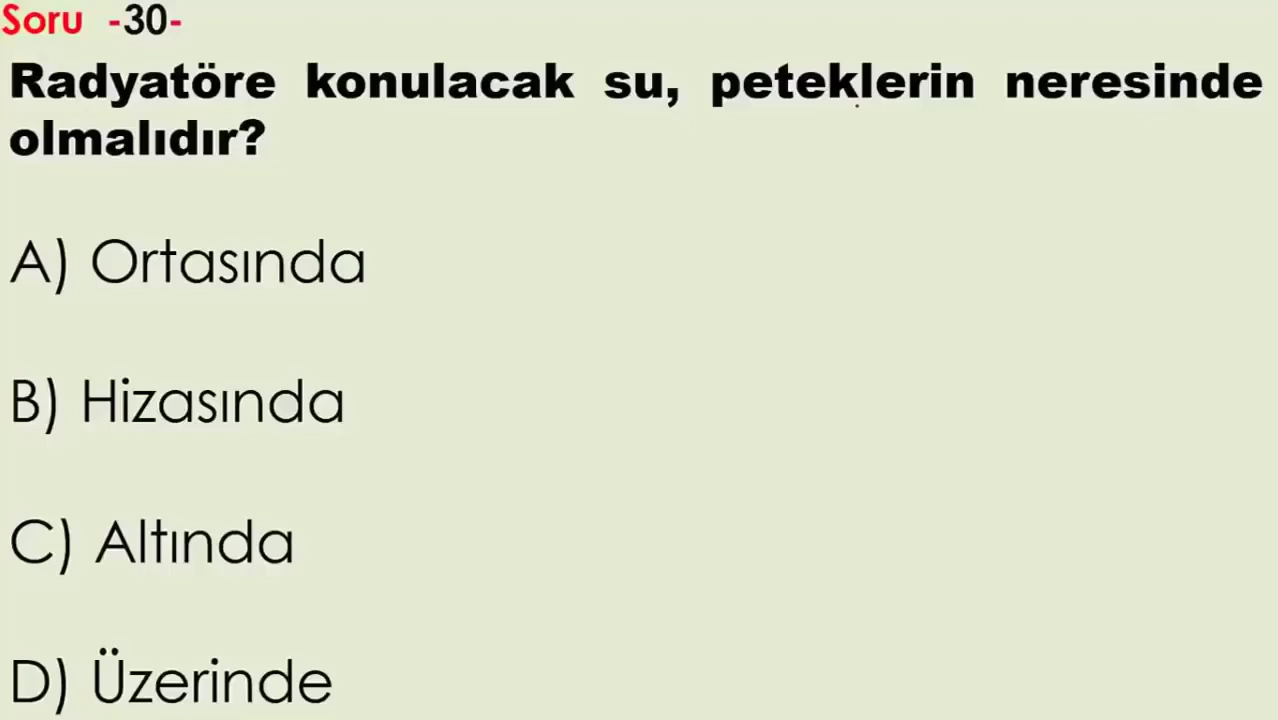 Soru -30-
Radyatöre konulacak su, peteklerin neresinde
olmalıdır?
A) Ortasında
B) Hizasında
C) Altında
D) Üzerinde